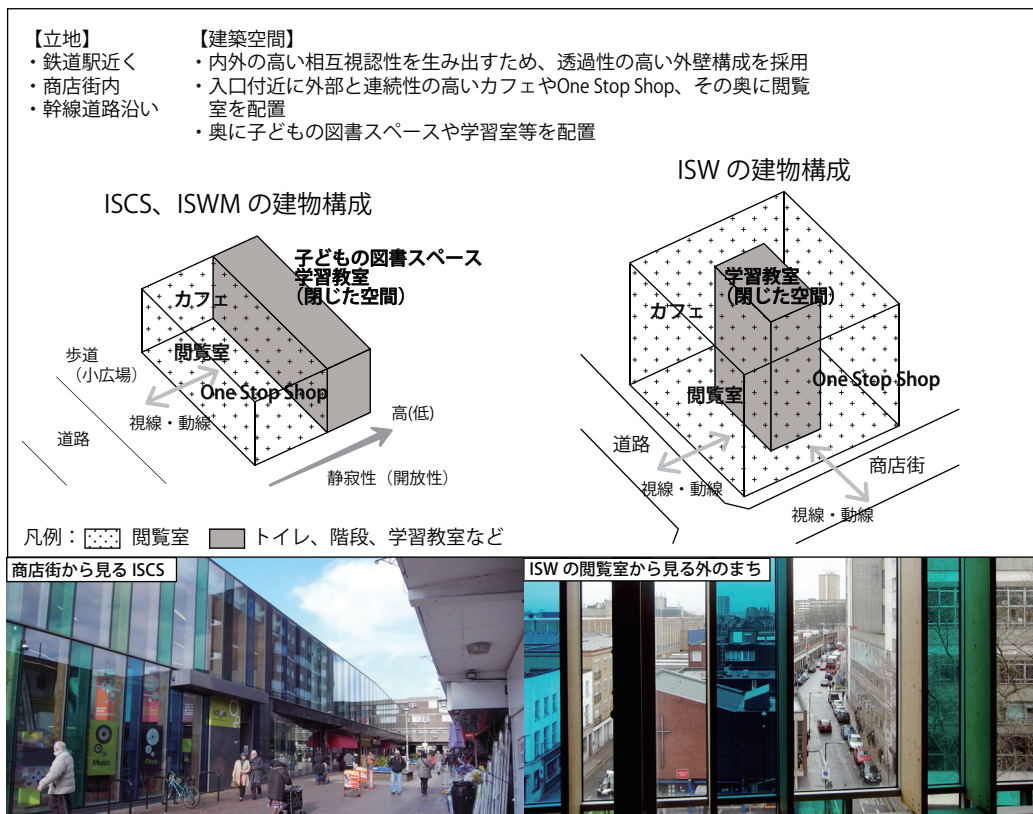 【立地】
・鉄道駅近く
・商店街内
・幹線道路沿い
【建築空間】
・内外の高い相互視認性を生み出すため、透過性の高い外壁構成を採用
・入口付近に外部と連続性の高いカフェやOne Stop Shop、その奥に閲覧
室を配置
・奥に子どもの図書スペースや学習室等を配置
ISCS、ISWM の建物構成
子どもの図書スペース
学習教室
（閉じた空間）
カフェ
閲覧室
One Stop Shop
歩道
（小広場）
視線・動線
道路
高(低)
静寂性（開放性）
ISW の建物構成
学習教室
（閉じた空間）
カフェ
閲覧室
One Stop Shop
道路
視線・動線
商店街
視線・動線
凡例：
閲覧室
トイレ、階段、学習教室など
商店街から見る ISCS
idea
Music
Films
ISW の閲覧室から見る外のまち